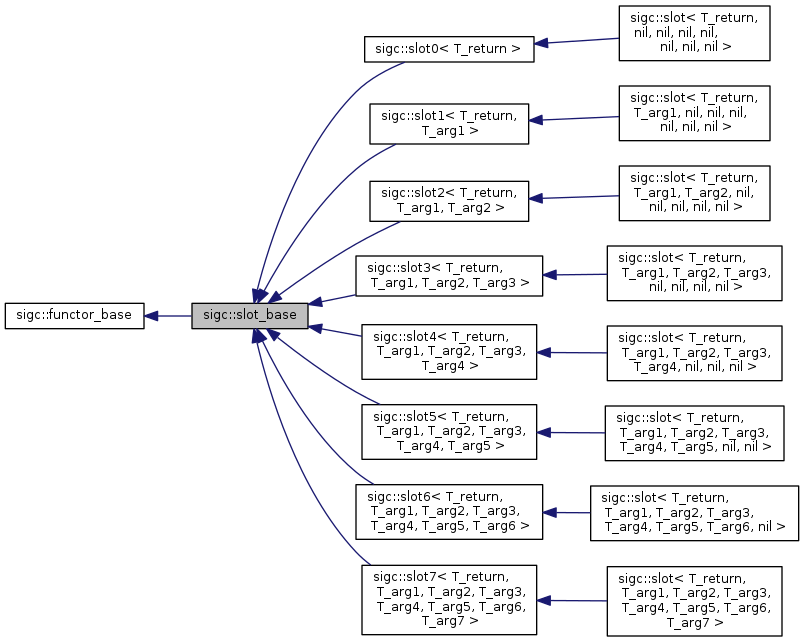 sigc::functor_base
sigc::slot_base
sigc::slot0< T_return >
sigc::slot< T_return,
nil, nil, nil, nil,
nil, nil, nil >
sigc::slot1< T_return,
T_arg1 >
sigc::slot< T_return,
T_arg1, nil, nil, nil,
nil, nil, nil >
sigc::slot2< T_return,
T_arg1, T_arg2 >
sigc::slot< T_return,
T_arg1, T_arg2, nil,
nil, nil, nil, nil >
sigc::slot3< T_return,
T_arg1, T_arg2, T_arg3 >
sigc::slot< T_return,
T_arg1, T_arg2, T_arg3,
nil, nil, nil, nil >
sigc::slot4< T_return,
T_arg1, T_arg2, T_arg3,
T_arg4 >
sigc::slot< T_return,
T_arg1, T_arg2, T_arg3,
T_arg4, nil, nil, nil >
sigc::slot5< T_return,
T_arg1, T_arg2, T_arg3,
T_arg4, T_arg5 >
sigc::slot< T_return,
T_arg1, T_arg2, T_arg3,
T_arg4, T_arg5, nil, nil >
sigc::slot6< T_return,
T_arg1, T_arg2, T_arg3,
T_arg4, T_arg5, T_arg6 >
sigc::slot< T_return,
T_arg1, T_arg2, T_arg3,
T_arg4, T_arg5, T_arg6, nil >
sigc::slot7< T_return,
T_arg1, T_arg2, T_arg3,
T_arg4, T_arg5, T_arg6,
T_arg7 >
sigc::slot< T_return,
T_arg1, T_arg2, T_arg3,
T_arg4, T_arg5, T_arg6,
T_arg7 >